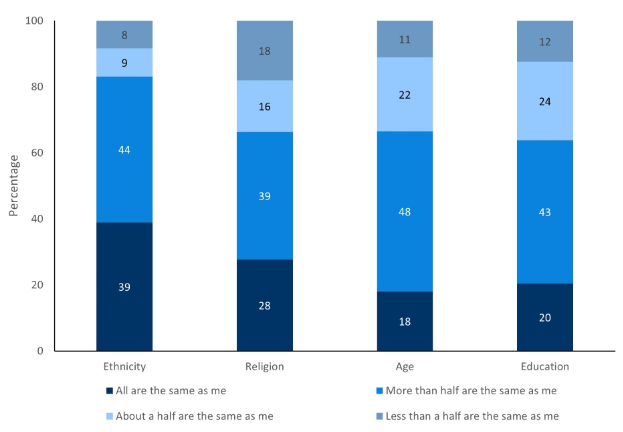 100
80
60
40
20
0
Percentage
8
9
44
39
18
16
39
28
11
22
48
18
12
24
43
20
Ethnicity
Religion
Age
Education
All are the same as me
More than half are the same as me
About a half are the same as me
Less than a half are the same as me